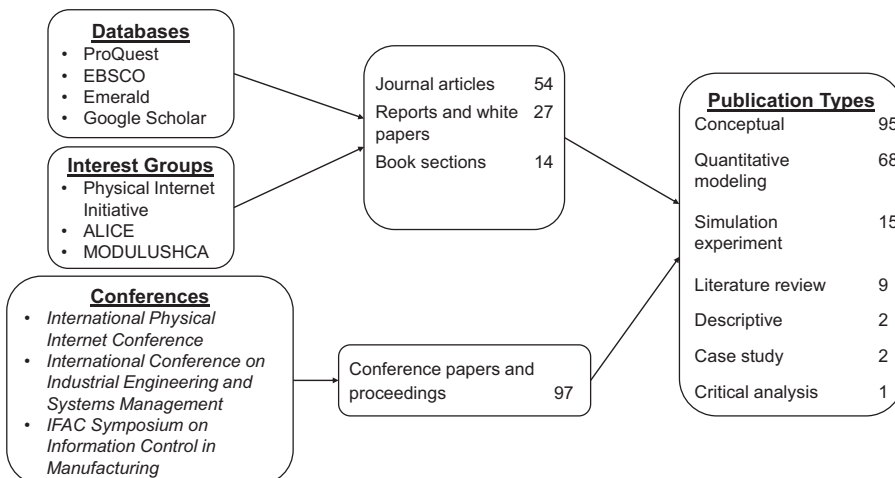 Databases
• ProQuest
• EBSCO
• Emerald
• Google Scholar
Interest Groups
• Physical Internet
Initiative
• ALICE
• MODULUSHCA
Conferences
• International Physical
Internet Conference
• International Conference on
Industrial Engineering and
Systems Management
• IFAC Symposium on
Information Control in
Manufacturing
Journal articles 54
Reports and white 27
papers
Book sections 14
Conference papers and
proceedings 97
Publication Types
Conceptual 95
Quantitative 68
modeling
Simulation 15
experiment
Literature review 9
Descriptive 2
Case study 2
Critical analysis 1